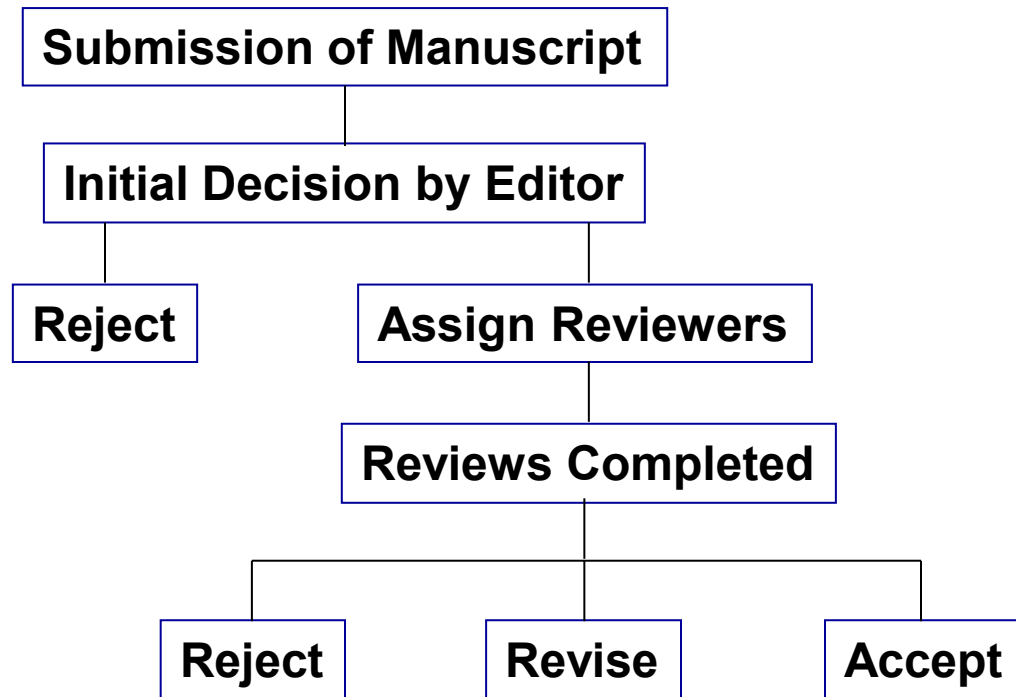 Submission of Manuscript
Initial Decision by Editor
Reject
Assign Reviewers
Reviews Completed
Reject
Revise
Accept